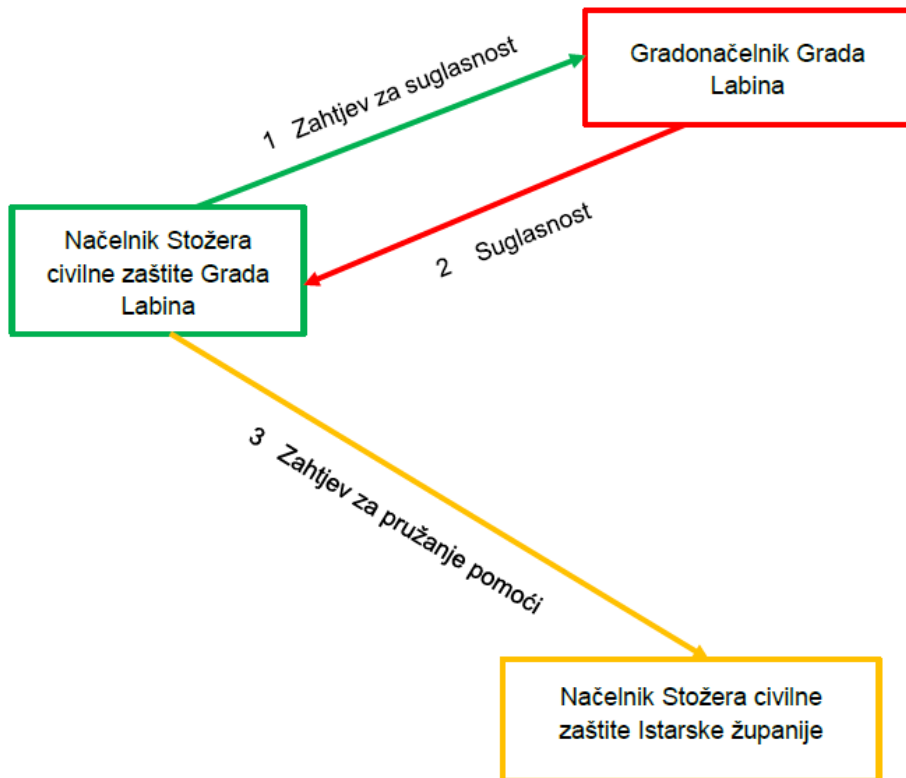 Gradonačelnik Grada
Labina
1 Zahtjev za suglasnost
2 Suglasnost
Načelnik Stožera
civilne zaštite Grada
Labina
3 Zahtjev za pružanje pomoći
Načelnik Stožera civilne
zaštite Istarske županije